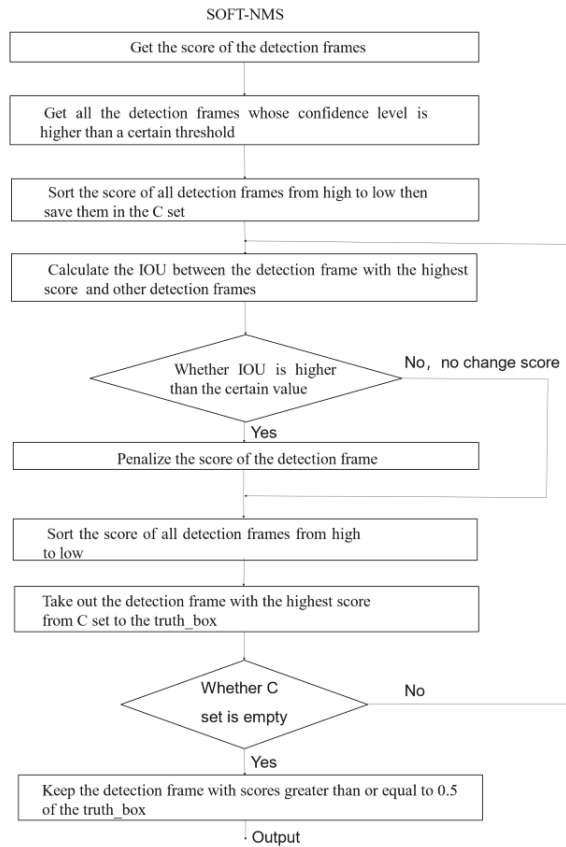 SOFT-NMS
Get the score of the detection frames
Get all the detection frames whose confidence level is
higher than a certain threshold
Sort the score of all detection frames from high to low then
save them in the C set
Calculate the IOU between the detection frame with the highest
score and other detection frames
Whether IOU is higher
than the certain value
No, no change score
Yes
Penalize the score of the detection frame
Sort the score of all detection frames from high
to low
Take out the detection frame with the highest score
from C set to the truth_box
Whether C
set is empty
No
Yes
Keep the detection frame with scores greater than or equal to 0.5
of the truth_box
Output